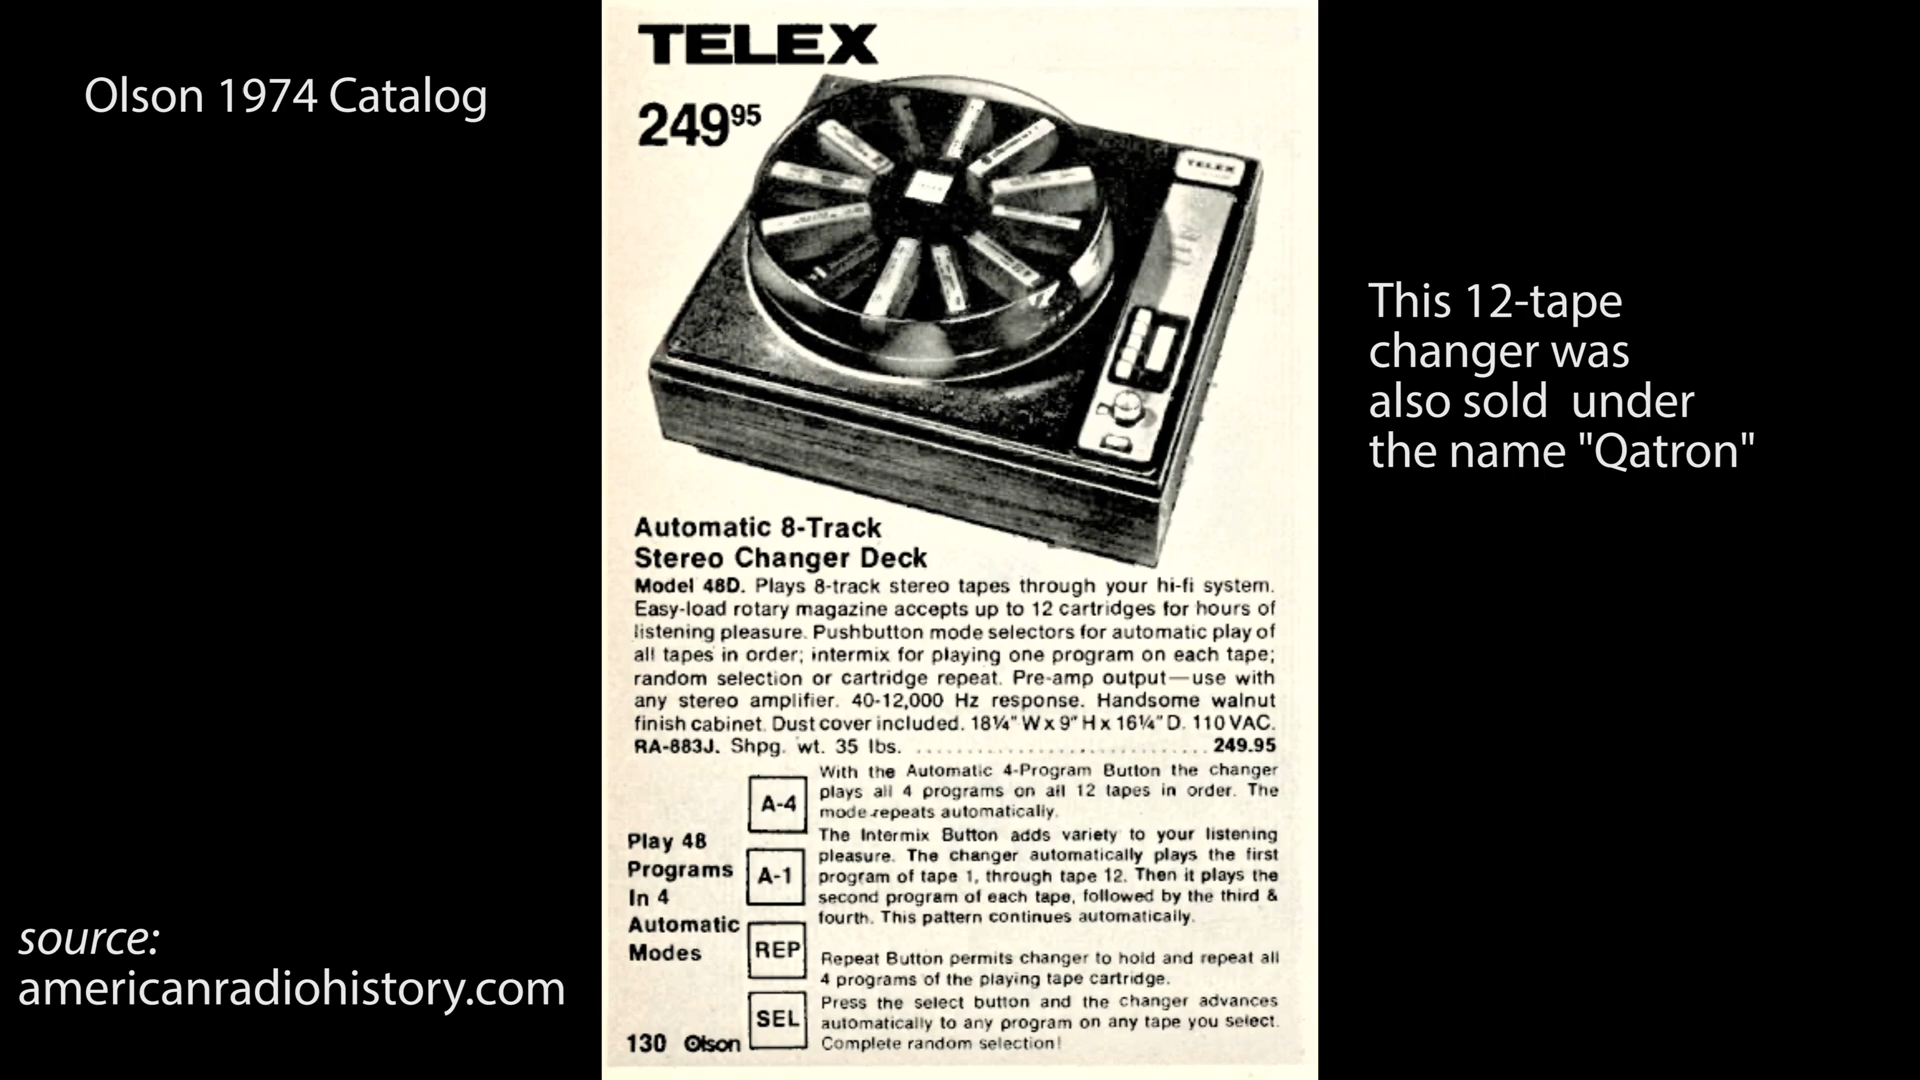 Olson 1974 Catalog
TELEX
249 95
TELEX
Automatic 8-Track
Stereo Changer Deck
Model 48D. Plays 8-track stereo tapes through your hi-fi system.
Easy-load rotary magazine accepts up to 12 cartridges for hours of
listening pleasure. Pushbutton mode selectors for automatic play of
all tapes in order; intermix for playing one program on each tape;
random selection or cartridge repeat. Pre-amp output—use with
any stereo amplifier. 40-12,000 Hz response. Handsome walnut
finish cabinet. Dust cover included. 18¼" W x 9" H x 16¼" D. 110 VAC.
RA-883J. Shpg. wt. 35 lbs. ............................ 249.95
Play 48
Programs
In 4
Automatic
Modes
A-4
With the Automatic 4-Program Button the changer
plays all 4 programs on all 12 tapes in order. The
mode repeats automatically.
A-1
The Intermix Button adds variety to your listening
pleasure. The changer automatically plays the first
program of tape 1, through tape 12. Then it plays the
second program of each tape, followed by the third &
fourth. This pattern continues automatically.
REP
Repeat Button permits changer to hold and repeat all
4 programs of the playing tape cartridge.
SEL
Press the select button and the changer advances
automatically to any program on any tape you select.
Complete random selection!
130 Olson
This 12-tape
changer was
also sold under
the name "Qatron"
source:
americanradiohistory.com